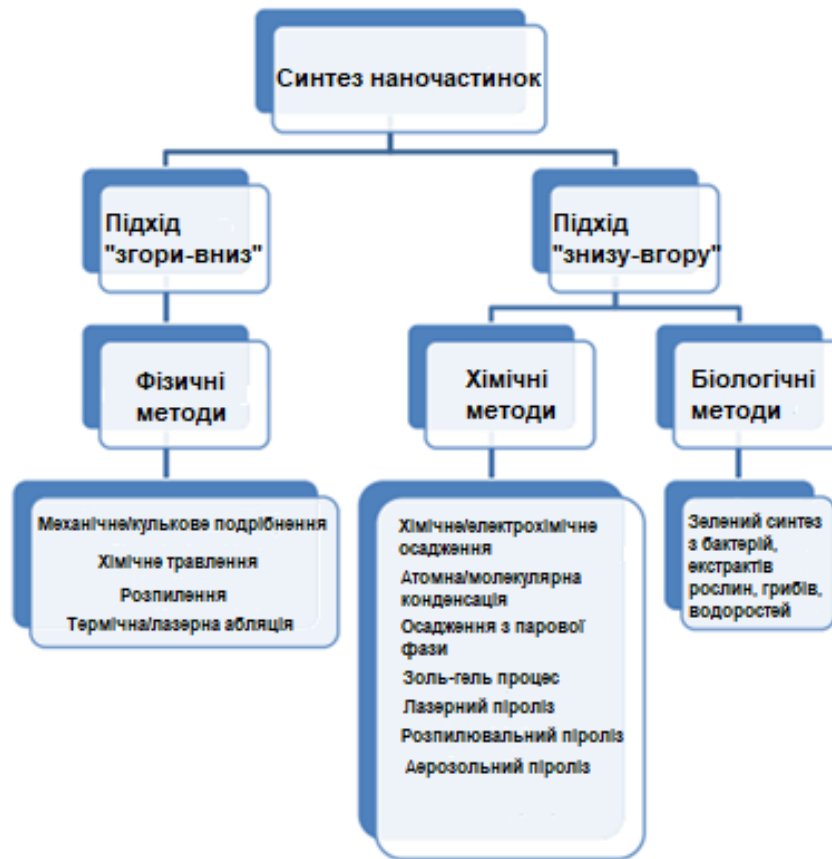 Синтез наночастинок
Підхід
"згори-вниз"
Підхід
"знизу-вгору"
Фізичні
методи
Хімічні
методи
Біологічні
методи
Механічне/кулькове подрібнення
Хімічне травлення
Розпилення
Термічна/лазерна абляція
Хімічне/електрохімічне
осадження
Атомна/молекулярна
конденсація
Осадження з парової
фази
Золь-гель процес
Лазерний піроліз
Розпилювальний піроліз
Аерозольний піроліз
Зелений синтез
з бактерій,
екстрактів
рослин, грибів,
водоростей